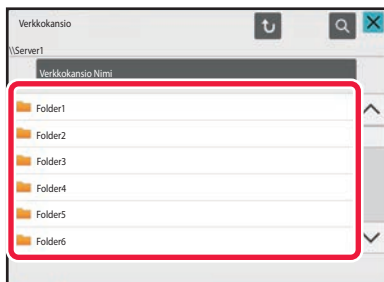 Verkkokansio
\\Server1
Verkkokansio Nimi
Folder1
Folder2
Folder3
Folder4
Folder5
Folder6